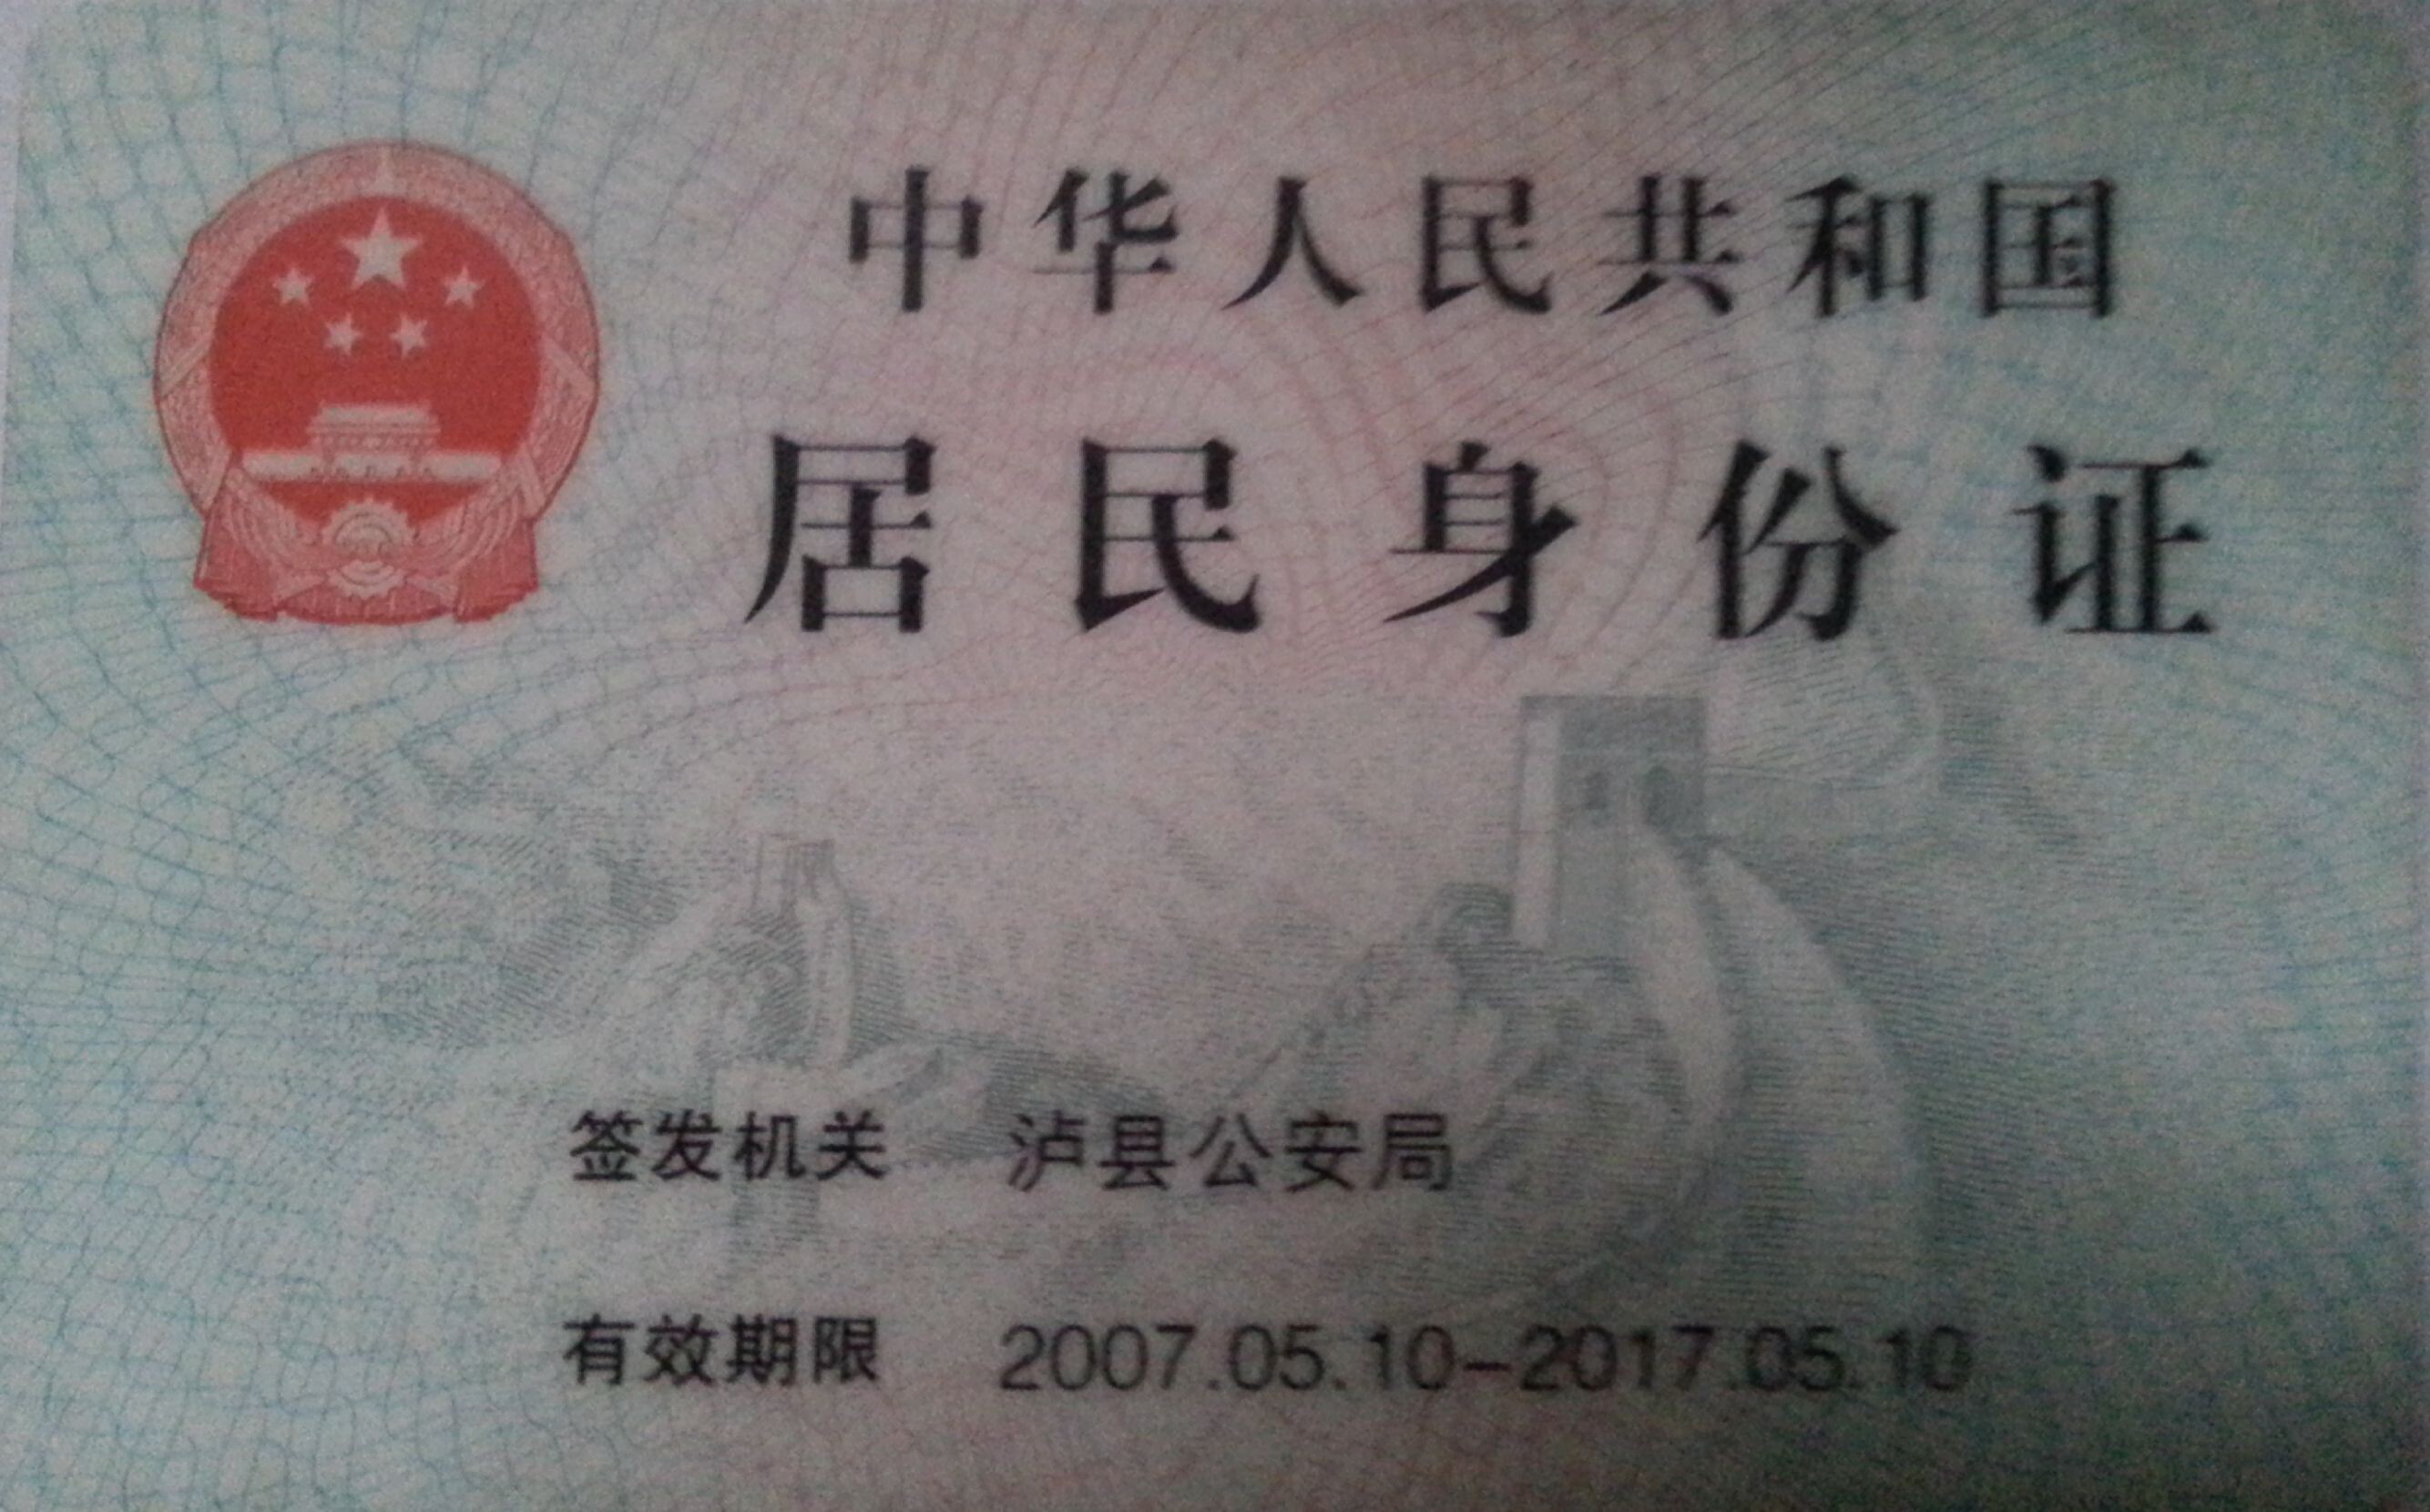 中华人民共和国
居民身份证
签发机关 泸县公安局
有效期限 2007.05.10-2017.05.10